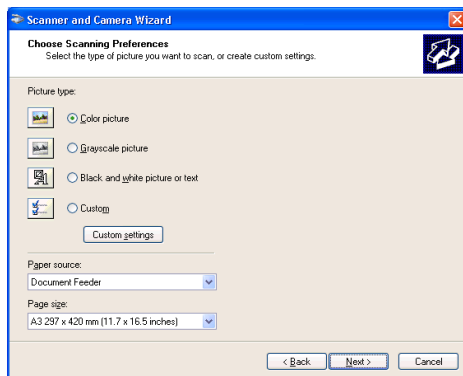 Scanner and Camera Wizard
Choose Scanning Preferences
Select the type of picture you want to scan, or create custom settings.
Picture type:
Color picture
Grayscale picture
Black and white picture or text
Custom
Custom settings
Paper source:
Document Feeder
Page size:
A3 297 x 420 mm (11.7 x 16.5 inches)
< Back Next > Cancel